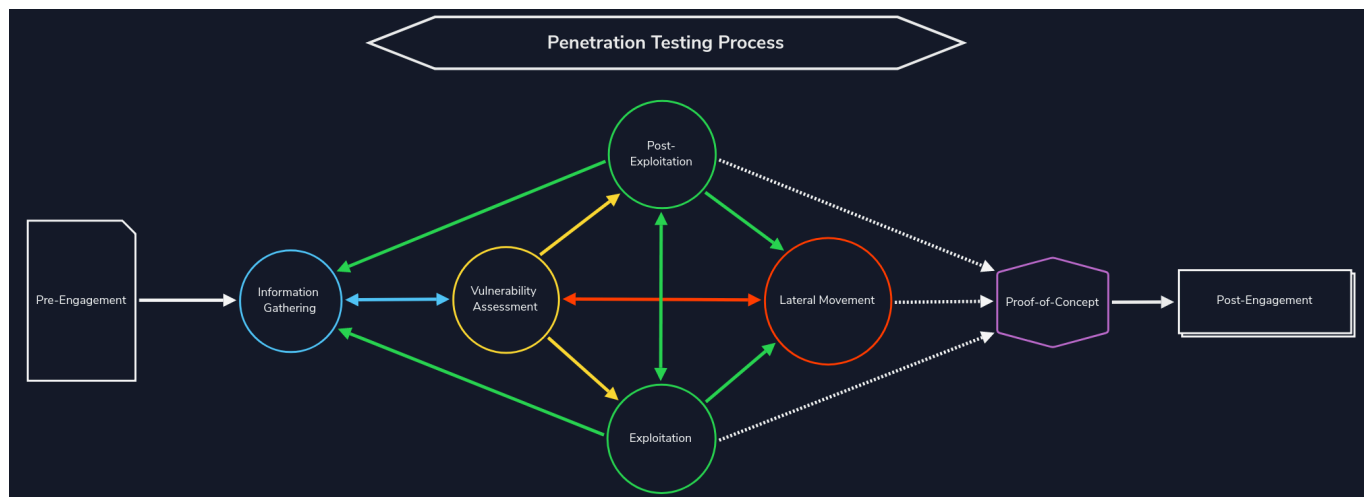 Penetration Testing Process
Post-
Exploitation
Pre-Engagement
Information
Gathering
Vulnerability
Assessment
Lateral Movement
Proof-of-Concept
Post-Engagement
Exploitation